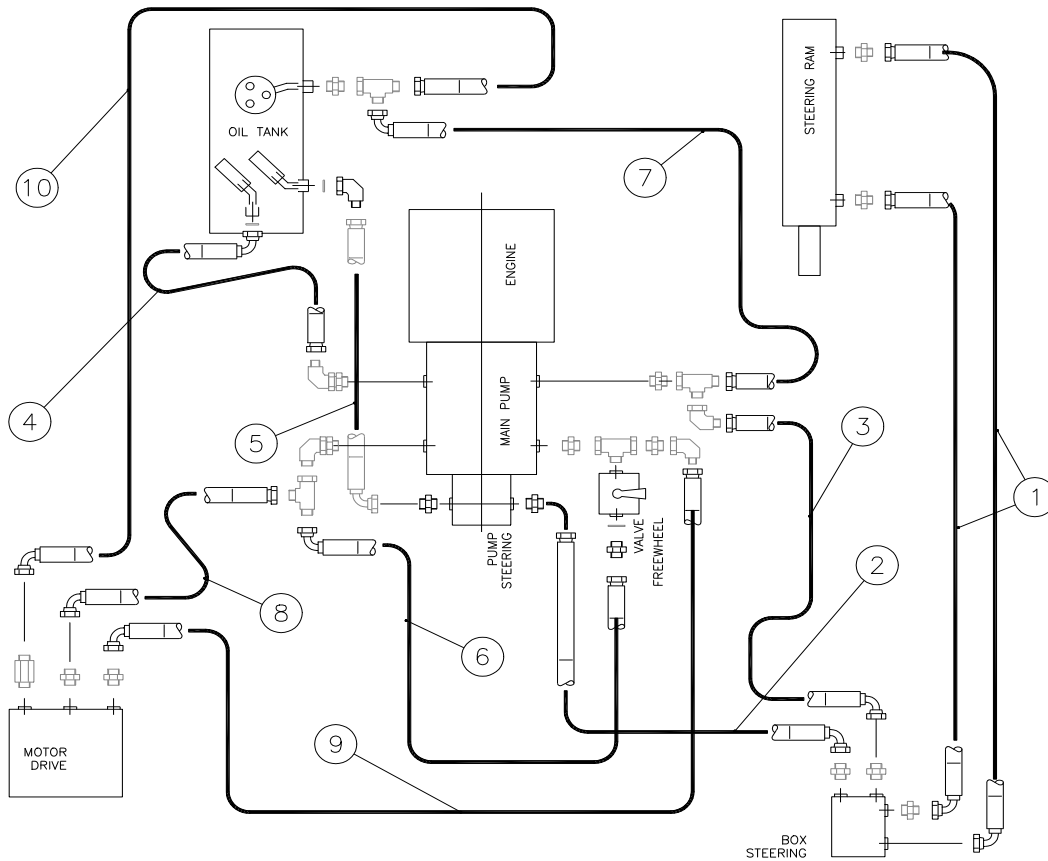 OIL TANK
STEERING RAM
10
7
ENGINE
4
5
MAIN PUMP
3
1
PUMP
STEERING
VALVE
FREEWHEEL
2
8
6
9
MOTOR
DRIVE
BOX
STEERING